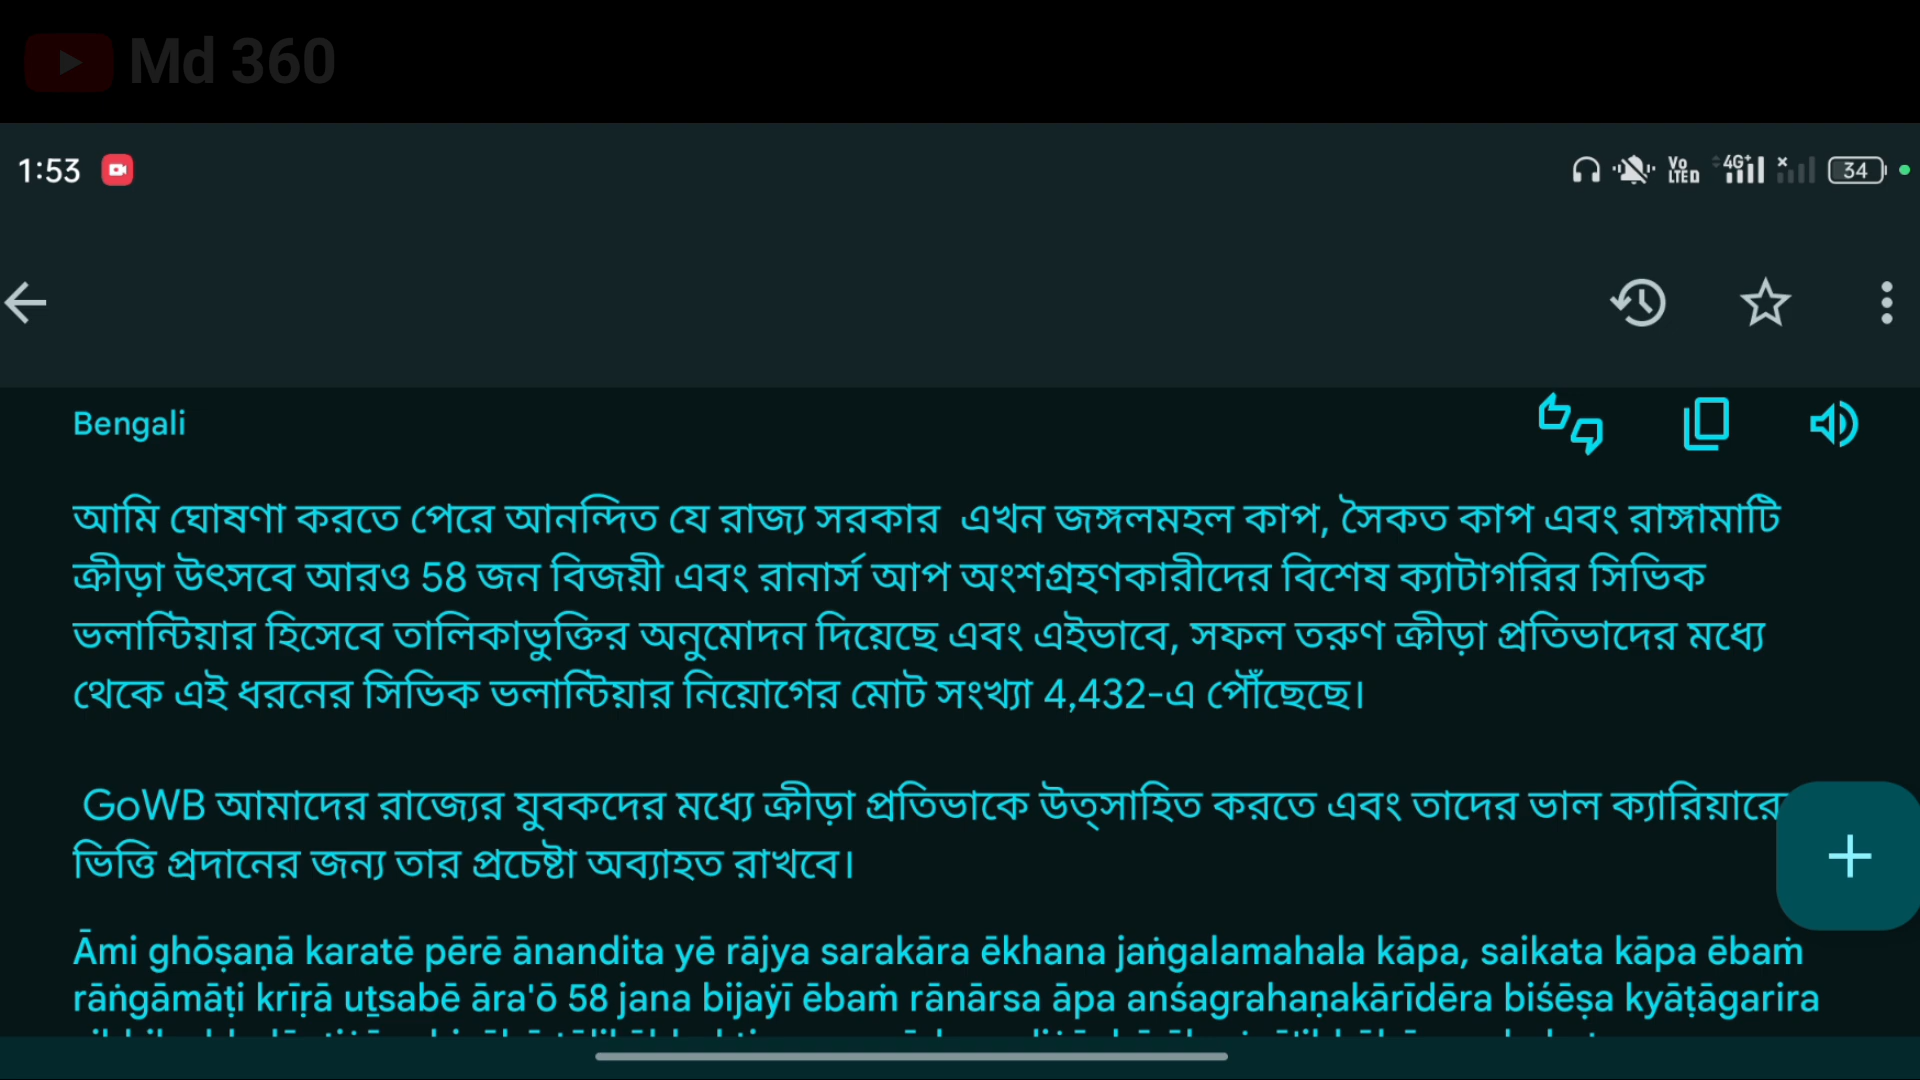 Md 360
1:53
Vo LTE 4G+ 34
Bengali
আমি ঘোষণা করতে পেরে আনন্দিত যে রাজ্য সরকার এখন জঙ্গলমহল কাপ, সৈকত কাপ এবং রাঙ্গামাটি
ক্রীড়া উৎসবে আরও 58 জন বিজয়ী এবং রানার্স আপ অংশগ্রহণকারীদের বিশেষ ক্যাটাগরির সিভিক
ভলান্টিয়ার হিসেবে তালিকাভুক্তির অনুমোদন দিয়েছে এবং এইভাবে, সফল তরুণ ক্রীড়া প্রতিভাদের মধ্যে
থেকে এই ধরনের সিভিক ভলান্টিয়ার নিয়োগের মোট সংখ্যা 4,432-এ পৌঁছেছে।
GoWB আমাদের রাজ্যের যুবকদের মধ্যে ক্রীড়া প্রতিভাকে উত্সাহিত করতে এবং তাদের ভাল ক্যারিয়ারে
ভিত্তি প্রদানের জন্য তার প্রচেষ্টা অব্যাহত রাখবে।
Āmi ghōṣaṇā karatē pērē ānandita yē rājya sarakāra ēkhana jaṅgalamahala kāpa, saikata kāpa ēbaṁ
rāṅgāmāṭi krīṛā uṯsabē āra'ō 58 jana bijaẏī ēbaṁ rānārsa āpa anśagrahaṇakārīdēra biśēṣa kyāṭāgarira